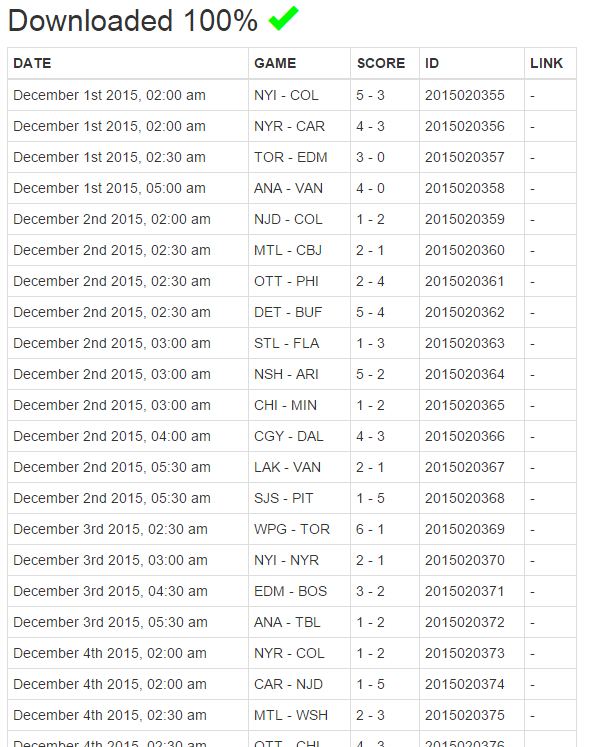 Downloaded 100%
DATE GAME SCORE ID LINK
December 1st 2015, 02:00 am NYI - COL 5 - 3 2015020355 -
December 1st 2015, 02:00 am NYR - CAR 4 - 3 2015020356 -
December 1st 2015, 02:30 am TOR - EDM 3 - 0 2015020357 -
December 1st 2015, 05:00 am ANA - VAN 4 - 0 2015020358 -
December 2nd 2015, 02:00 am NJD - COL 1 - 2 2015020359 -
December 2nd 2015, 02:30 am MTL - CBJ 2 - 1 2015020360 -
December 2nd 2015, 02:30 am OTT - PHI 2 - 4 2015020361 -
December 2nd 2015, 02:30 am DET - BUF 5 - 4 2015020362 -
December 2nd 2015, 03:00 am STL - FLA 1 - 3 2015020363 -
December 2nd 2015, 03:00 am NSH - ARI 5 - 2 2015020364 -
December 2nd 2015, 03:00 am CHI - MIN 1 - 2 2015020365 -
December 2nd 2015, 04:00 am CGY - DAL 4 - 3 2015020366 -
December 2nd 2015, 05:30 am LAK - VAN 2 - 1 2015020367 -
December 2nd 2015, 05:30 am SJS - PIT 1 - 5 2015020368 -
December 3rd 2015, 02:30 am WPG - TOR 6 - 1 2015020369 -
December 3rd 2015, 03:00 am NYI - NYR 2 - 1 2015020370 -
December 3rd 2015, 04:30 am EDM - BOS 3 - 2 2015020371 -
December 3rd 2015, 05:30 am ANA - TBL 1 - 2 2015020372 -
December 4th 2015, 02:00 am NYR - COL 1 - 2 2015020373 -
December 4th 2015, 02:00 am CAR - NJD 1 - 5 2015020374 -
December 4th 2015, 02:30 am MTL - WSH 2 - 3 2015020375 -
December 4th 2015, 02:30 am OTT - CHI 4 - 3 2015020376 -